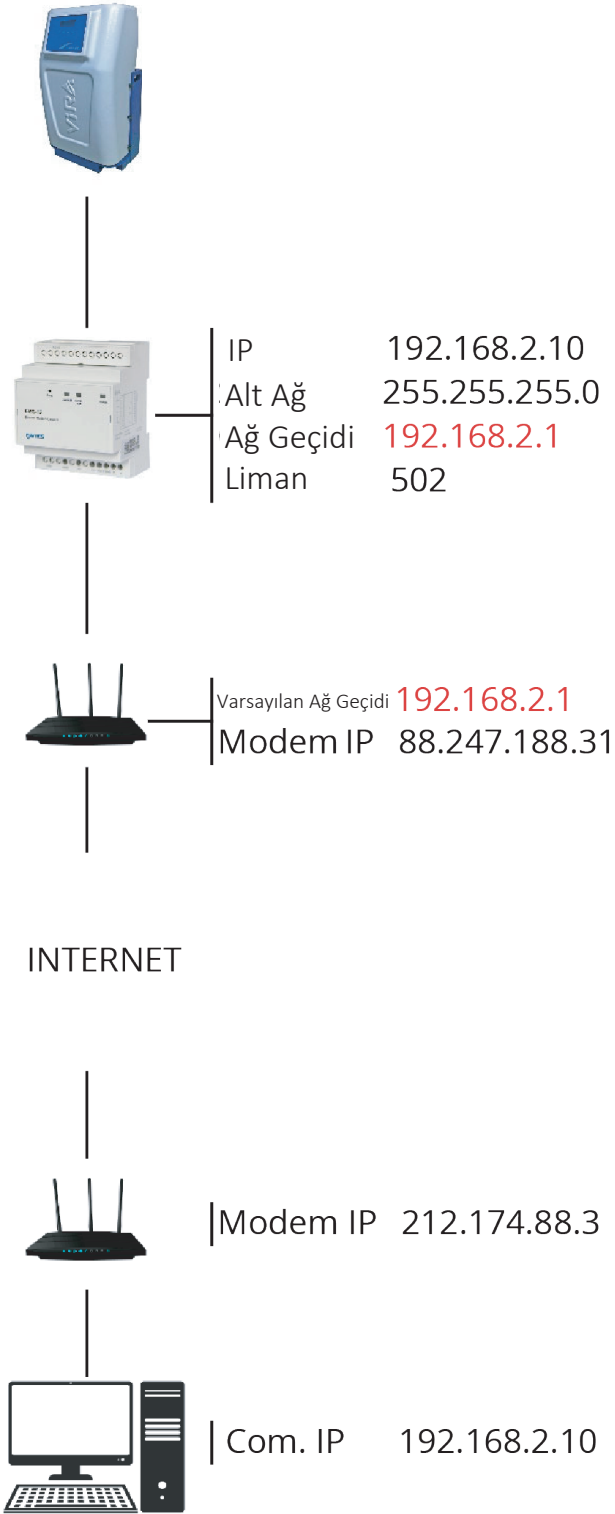 VIRA
IP 192.168.2.10
Alt Ağ 255.255.255.0
Ağ Geçidi 192.168.2.1
Liman 502
Varsayılan Ağ Geçidi 192.168.2.1
Modem IP 88.247.188.31
INTERNET
Modem IP 212.174.88.3
Com. IP 192.168.2.10